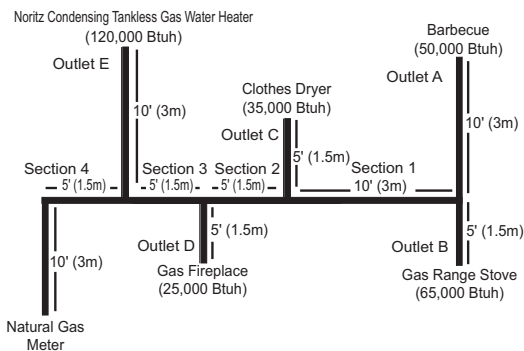 Noritz Condensing Tankless Gas Water Heater
(120,000 Btuh)
Outlet E
10' (3m)
Barbecue
(50,000 Btuh)
Outlet A
10' (3m)
Clothes Dryer
(35,000 Btuh)
Outlet C
5' (1.5m)
Section 4
5' (1.5m)
Section 3
5' (1.5m)
Section 2
5' (1.5m)
Section 1
10' (3m)
10' (3m)
Outlet D
5' (1.5m)
Gas Fireplace
(25,000 Btuh)
Outlet B
5' (1.5m)
Gas Range Stove
(65,000 Btuh)
Natural Gas
Meter